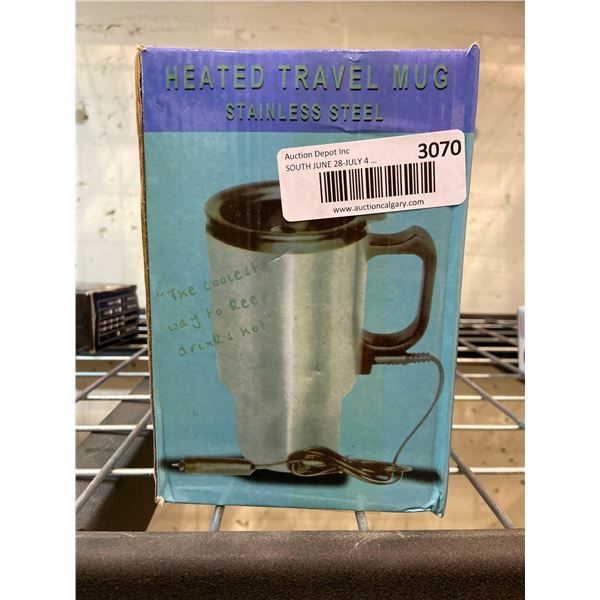 HEATED TRAVEL MUG
STAINLESS STEEL
Auction Depot Inc
3070
SOUTH JUNE 28-JULY 4 ...
www.auctioncalgary.com
"The coolest
way to keep
drinks hot"